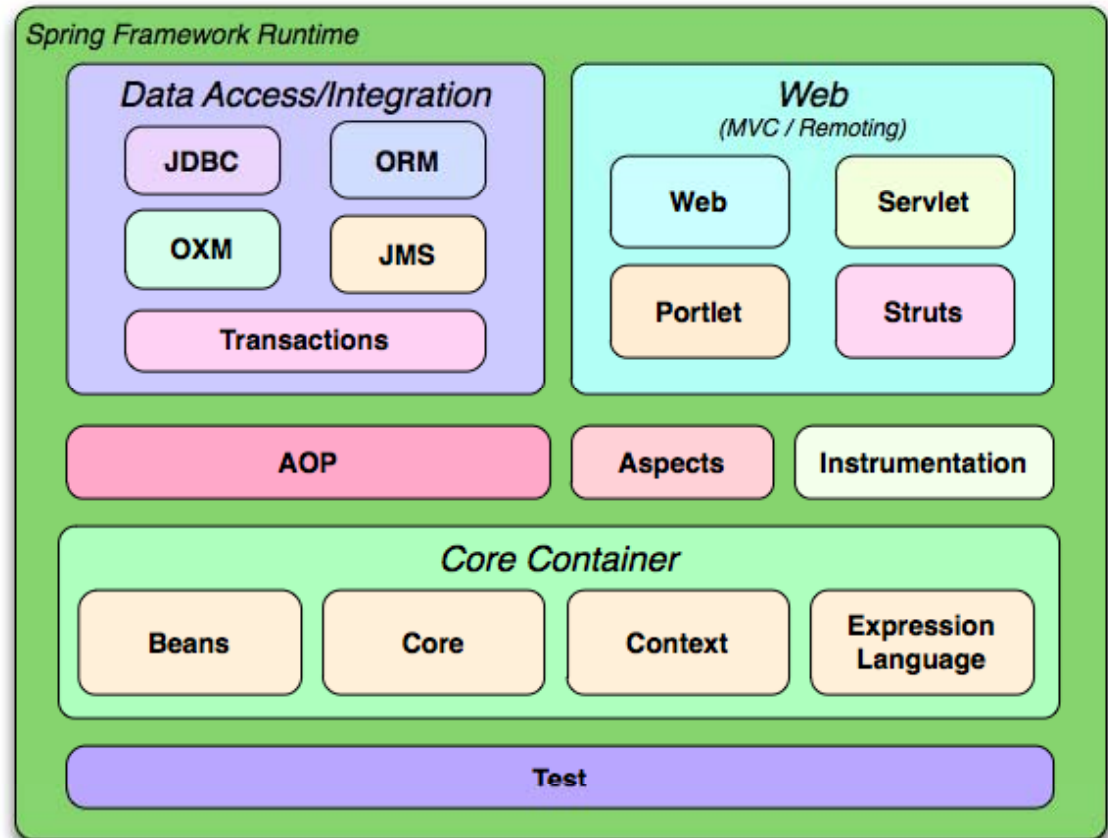 Spring Framework Runtime
Data Access/Integration
JDBC
ORM
OXM
JMS
Transactions
Web
(MVC / Remoting)
Web
Servlet
Portlet
Struts
AOP
Aspects
Instrumentation
Core Container
Beans
Core
Context
Expression
Language
Test